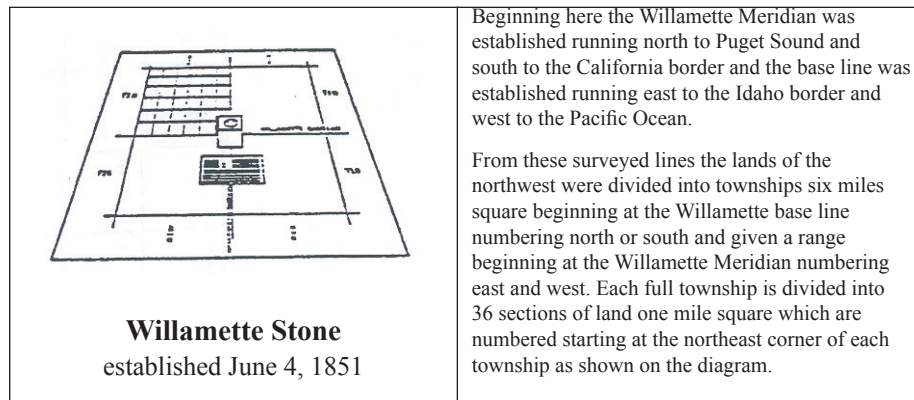 Willamette Stone
established June 4, 1851
Beginning here the Willamette Meridian was
established running north to Puget Sound and
south to the California border and the base line was
established running east to the Idaho border and
west to the Pacific Ocean.
From these surveyed lines the lands of the
northwest were divided into townships six miles
square beginning at the Willamette base line
numbering north or south and given a range
beginning at the Willamette Meridian numbering
east and west. Each full township is divided into
36 sections of land one mile square which are
numbered starting at the northeast corner of each
township as shown on the diagram.